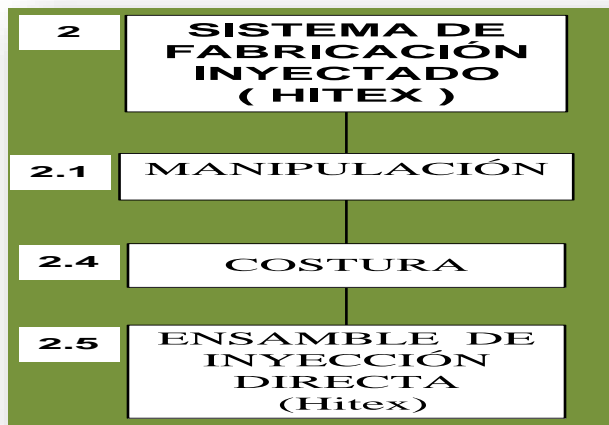 2
SISTEMA DE
FABRICACIÓN
INYECTADO
( HITEX )
2.1
MANIPULACIÓN
2.4
COSTURA
2.5
ENSAMBLE DE
INYECCIÓN
DIRECTA
(Hitex)